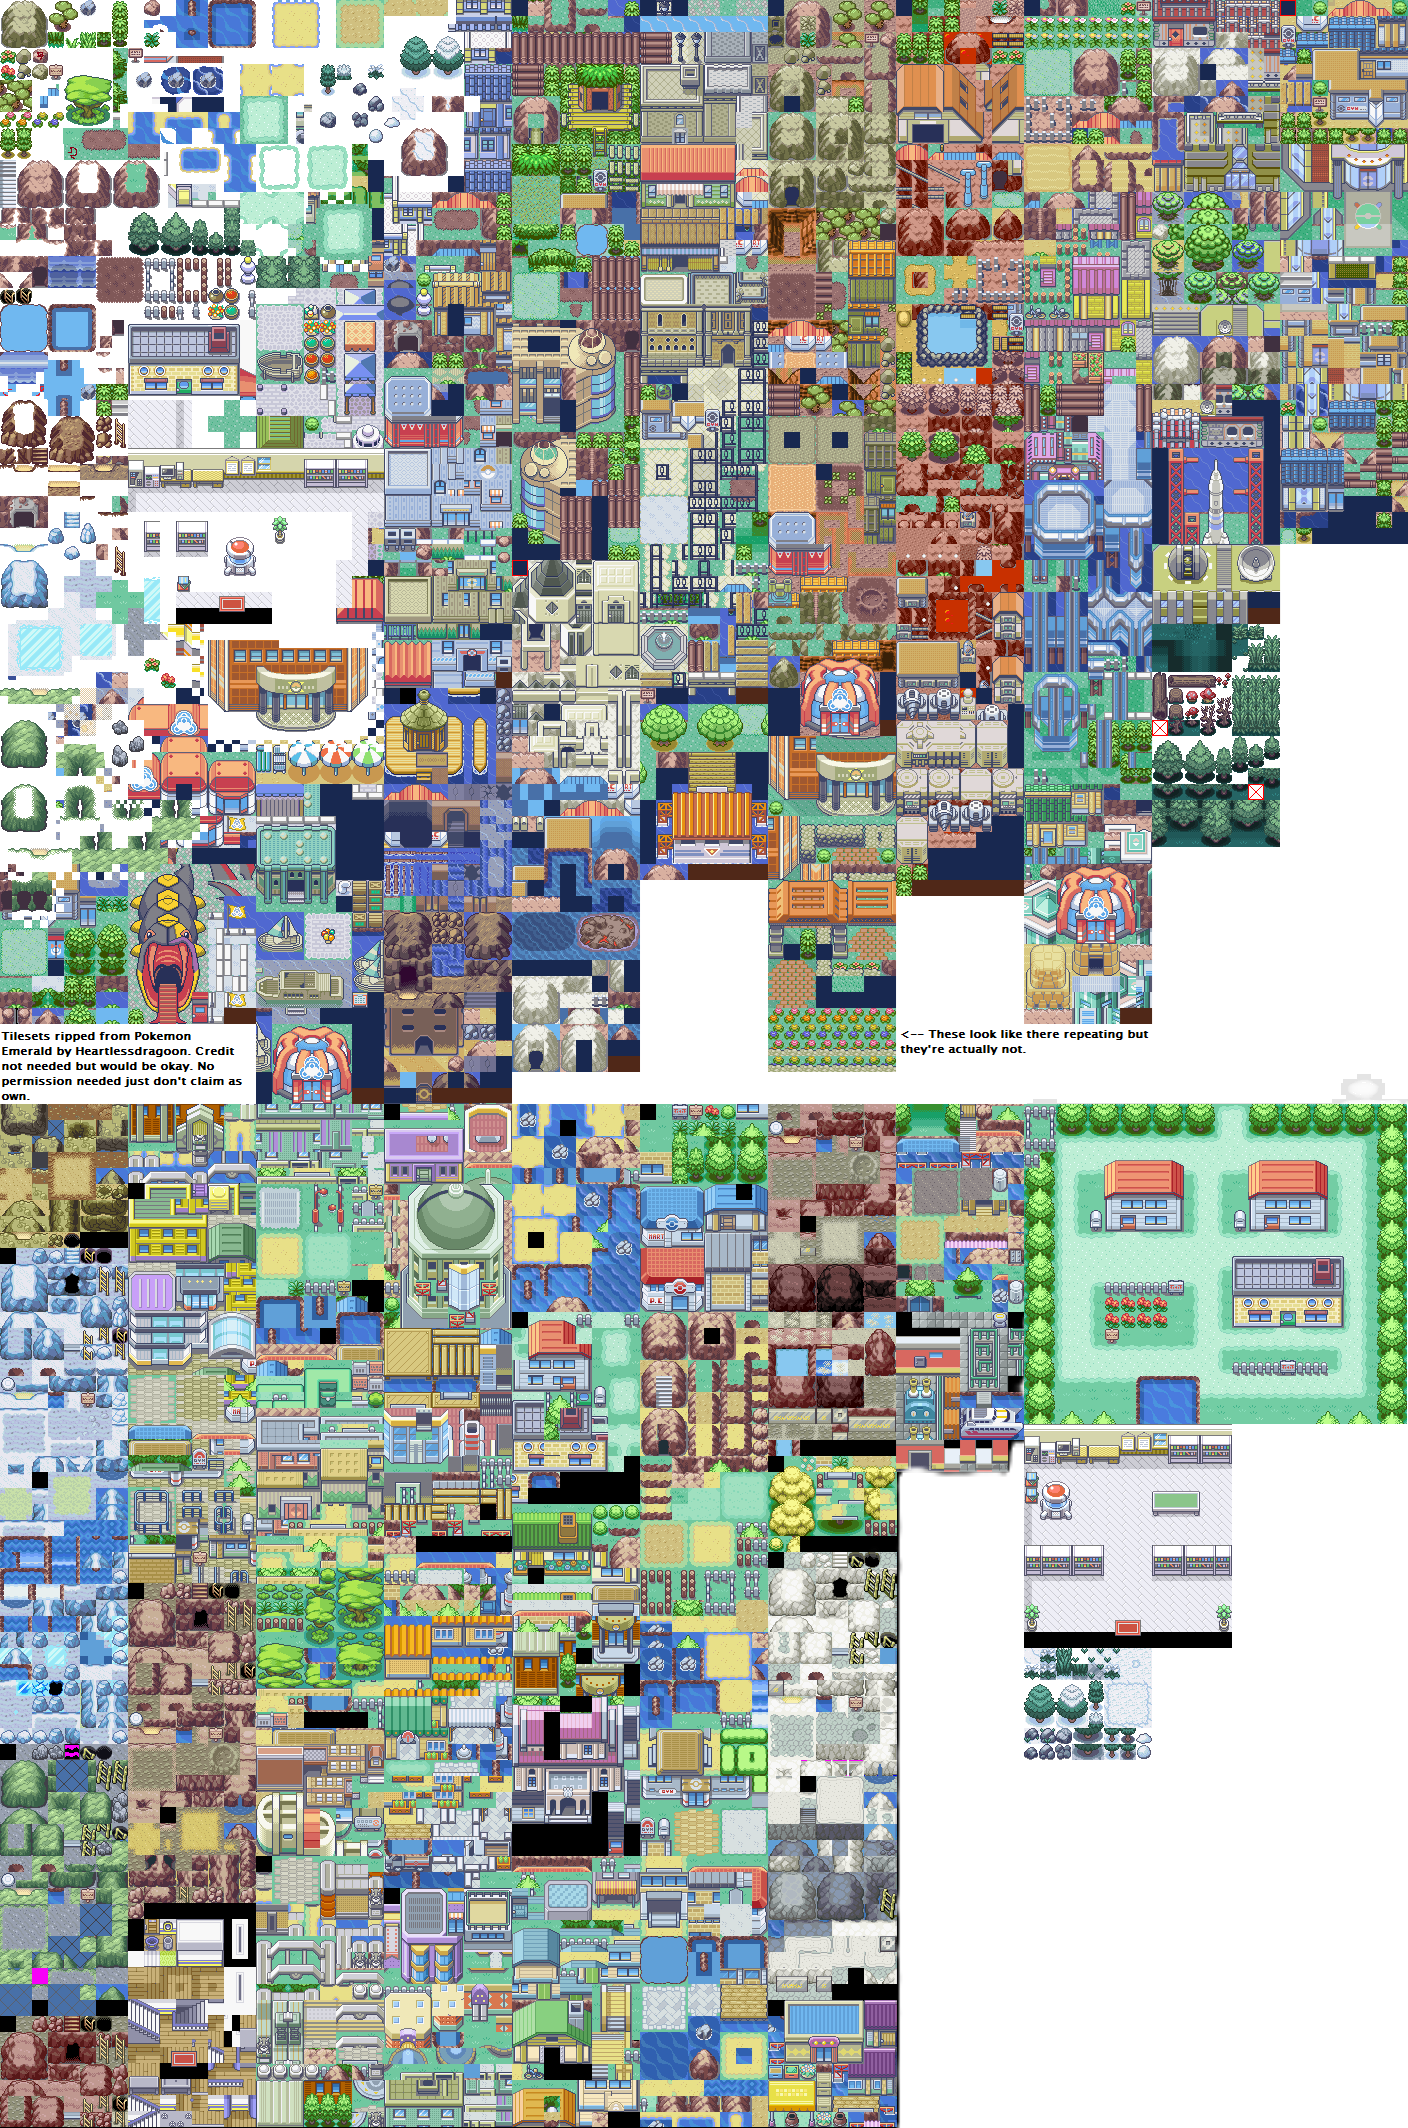 Tilesets ripped from Pokemon
Emerald by Heartlessdragoon. Credit
not needed but would be okay. No
permission needed just don't claim as
own.
<-- These look like there repeating but
they're actually not.
MART
P.C